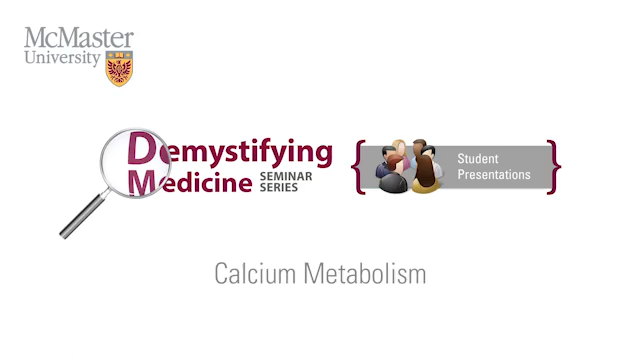 McMaster
University
Demystifying
Medicine SEMINAR
SERIES
Student
Presentations
Calcium Metabolism